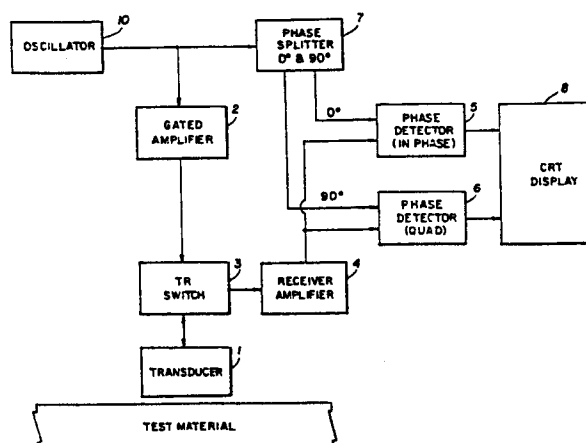 10
OSCILLATOR
7
PHASE
SPLITTER
0° & 90°
2
GATED
AMPLIFIER
0°
5
PHASE
DETECTOR
(IN PHASE)
8
CRT
DISPLAY
90°
6
PHASE
DETECTOR
(QUAD)
3
TR
SWITCH
4
RECEIVER
AMPLIFIER
1
TRANSDUCER
TEST MATERIAL